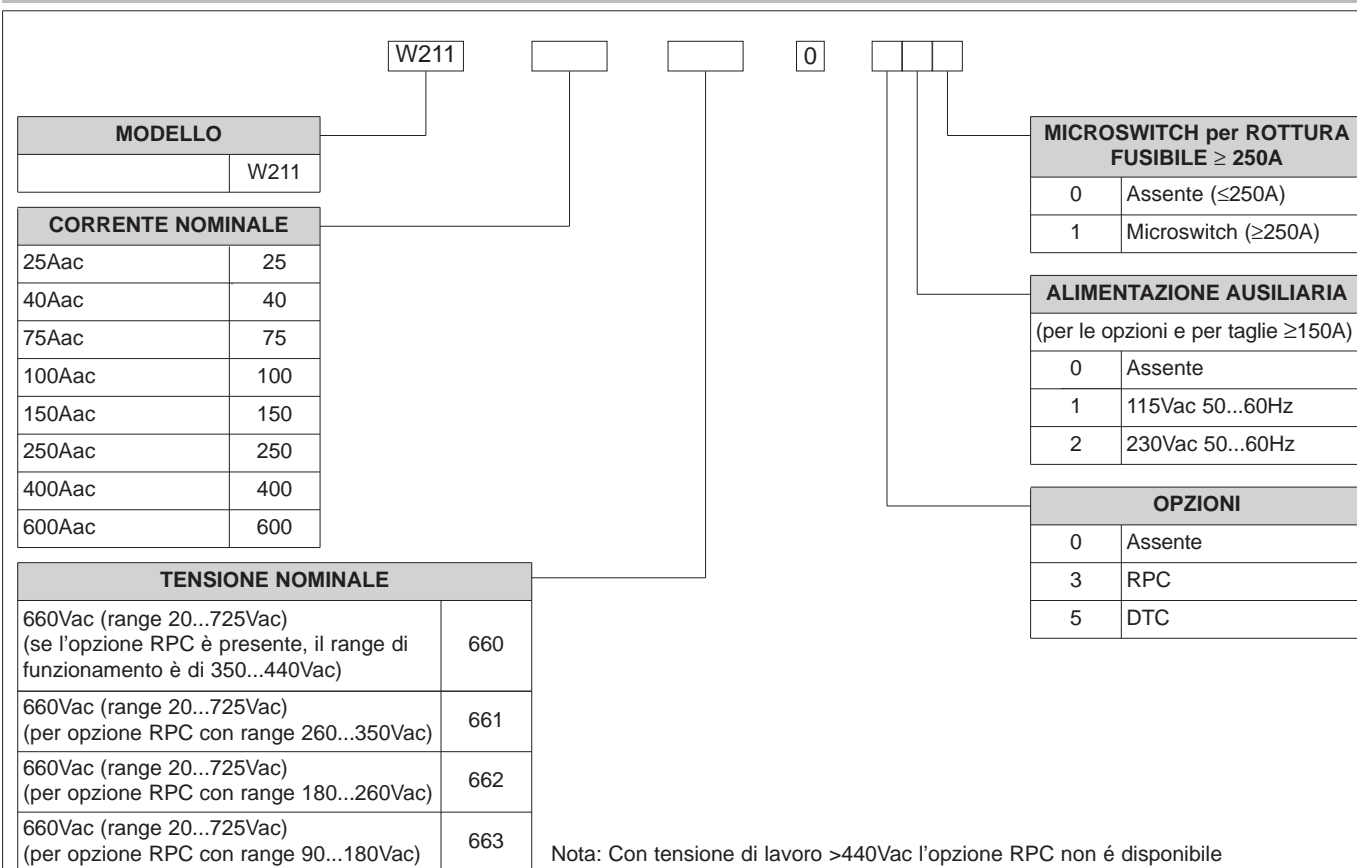 W211 0
MODELLO
W211
CORRENTE NOMINALE
25Aac 25
40Aac 40
75Aac 75
100Aac 100
150Aac 150
250Aac 250
400Aac 400
600Aac 600
TENSIONE NOMINALE
660Vac (range 20...725Vac)
(se l'opzione RPC è presente, il range di
funzionamento è di 350...440Vac)
660
660Vac (range 20...725Vac)
(per opzione RPC con range 260...350Vac)
661
660Vac (range 20...725Vac)
(per opzione RPC con range 180...260Vac)
662
660Vac (range 20...725Vac)
(per opzione RPC con range 90...180Vac)
663
MICROSWITCH per ROTTURA
FUSIBILE ≥ 250A
0 Assente (≤250A)
1 Microswitch (≥250A)
ALIMENTAZIONE AUSILIARIA
(per le opzioni e per taglie ≥150A)
0 Assente
1 115Vac 50...60Hz
2 230Vac 50...60Hz
OPZIONI
0 Assente
3 RPC
5 DTC
Nota: Con tensione di lavoro >440Vac l'opzione RPC non é disponibile